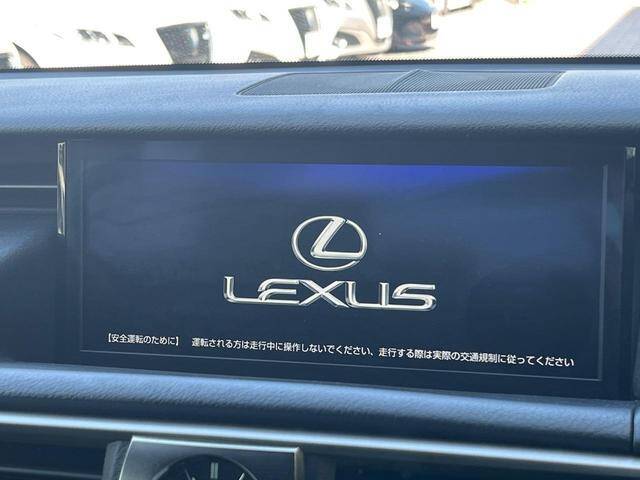 LEXUS
【安全運転のために】 運転される方は走行中に操作しないでください、走行する際は実際の交通規制に従ってください